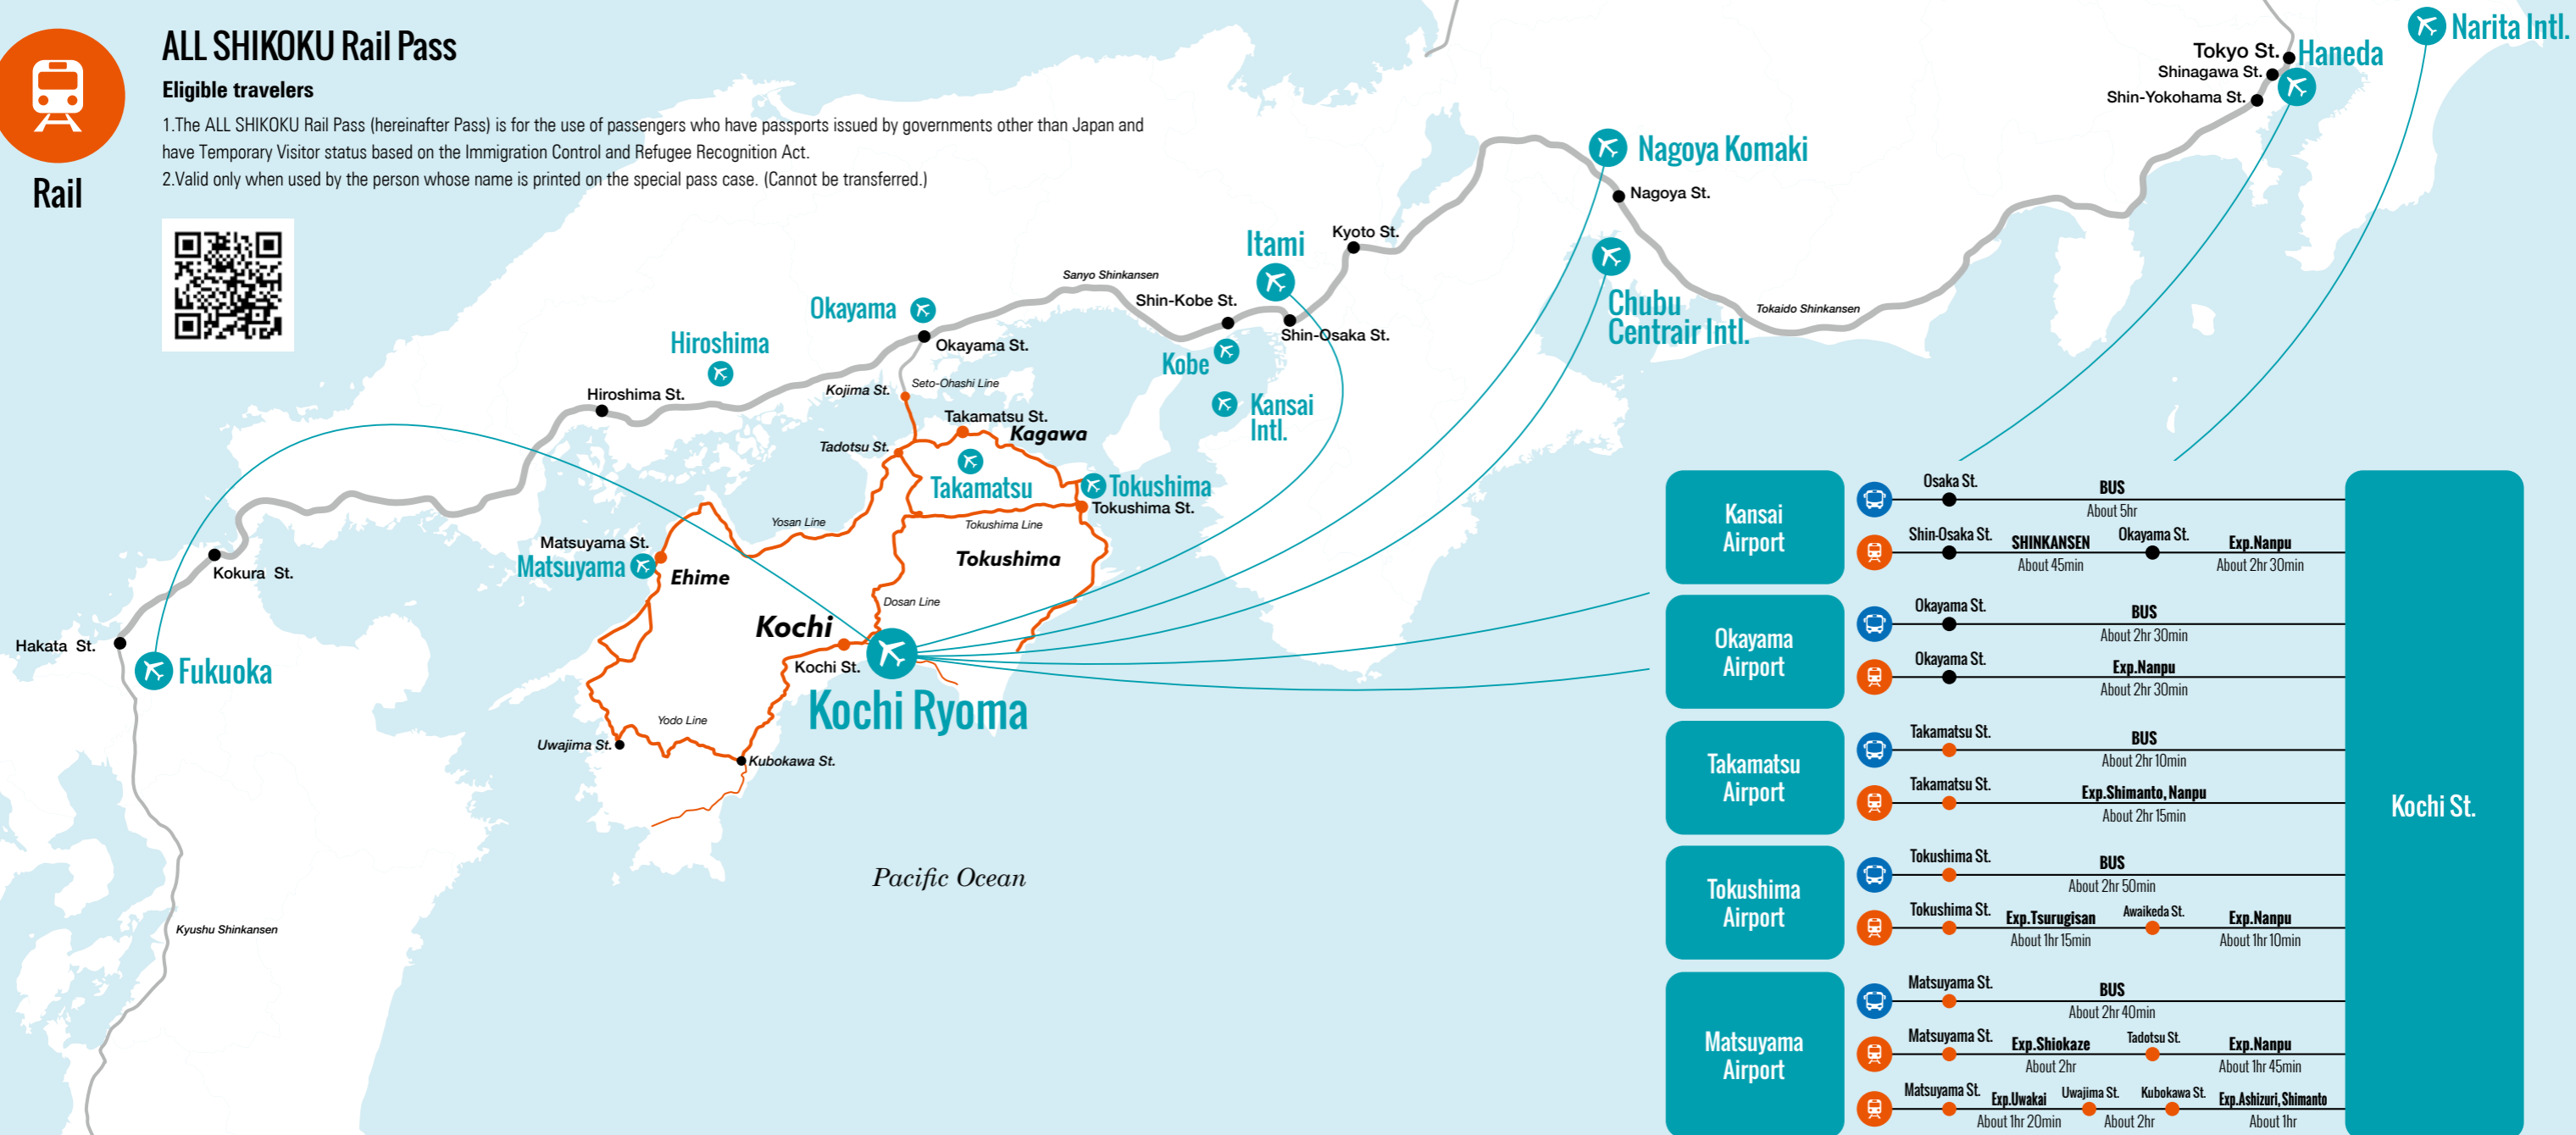 ALL SHIKOKU Rail Pass
Eligible travelers
1.The ALL SHIKOKU Rail Pass (hereinafter Pass) is for the use of passengers who have passports issued by governments other than Japan and
have Temporary Visitor status based on the Immigration Control and Refugee Recognition Act.
2.Valid only when used by the person whose name is printed on the special pass case. (Cannot be transferred.)
Rail
Narita Intl.
Tokyo St.
Haneda
Shinagawa St.
Shin-Yokohama St.
Nagoya Komaki
Nagoya St.
Kyoto St.
Itami
Sanyo Shinkansen
Shin-Kobe St.
Chubu
Centrair Intl.
Tokaido Shinkansen
Okayama
Okayama St.
Shin-Osaka St.
Hiroshima
Kobe
Kojima St.
Seto-Ohashi Line
Hiroshima St.
Kansai
Intl.
Takamatsu St.
Kagawa
Tadotsu St.
Takamatsu
Tokushima
Tokushima St.
Yosan Line
Tokushima Line
Matsuyama St.
Matsuyama
Ehime
Tokushima
Kokura St.
Dosan Line
Kochi
Hakata St.
Kochi St.
Fukuoka
Kochi Ryoma
Yodo Line
Uwajima St.
Kubokawa St.
Pacific Ocean
Kyushu Shinkansen
Kansai
Airport
Osaka St.
BUS
About 5hr
Shin-Osaka St.
SHINKANSEN
About 45min
Okayama St.
Exp.Nanpu
About 2hr 30min
Okayama
Airport
Okayama St.
BUS
About 2hr 30min
Okayama St.
Exp.Nanpu
About 2hr 30min
Takamatsu
Airport
Takamatsu St.
BUS
About 2hr 10min
Takamatsu St.
Exp.Shimanto, Nanpu
About 2hr 15min
Tokushima
Airport
Tokushima St.
BUS
About 2hr 50min
Tokushima St.
Exp.Tsurugisan
About 1hr 15min
Awaikeda St.
Exp.Nanpu
About 1hr 10min
Matsuyama
Airport
Matsuyama St.
BUS
About 2hr 40min
Matsuyama St.
Exp.Shiokaze
About 2hr
Tadotsu St.
Exp.Nanpu
About 1hr 45min
Matsuyama St.
Exp.Uwakai
About 1hr 20min
Uwajima St.
About 2hr
Kubokawa St.
Exp.Ashizuri, Shimanto
About 1hr
Kochi St.